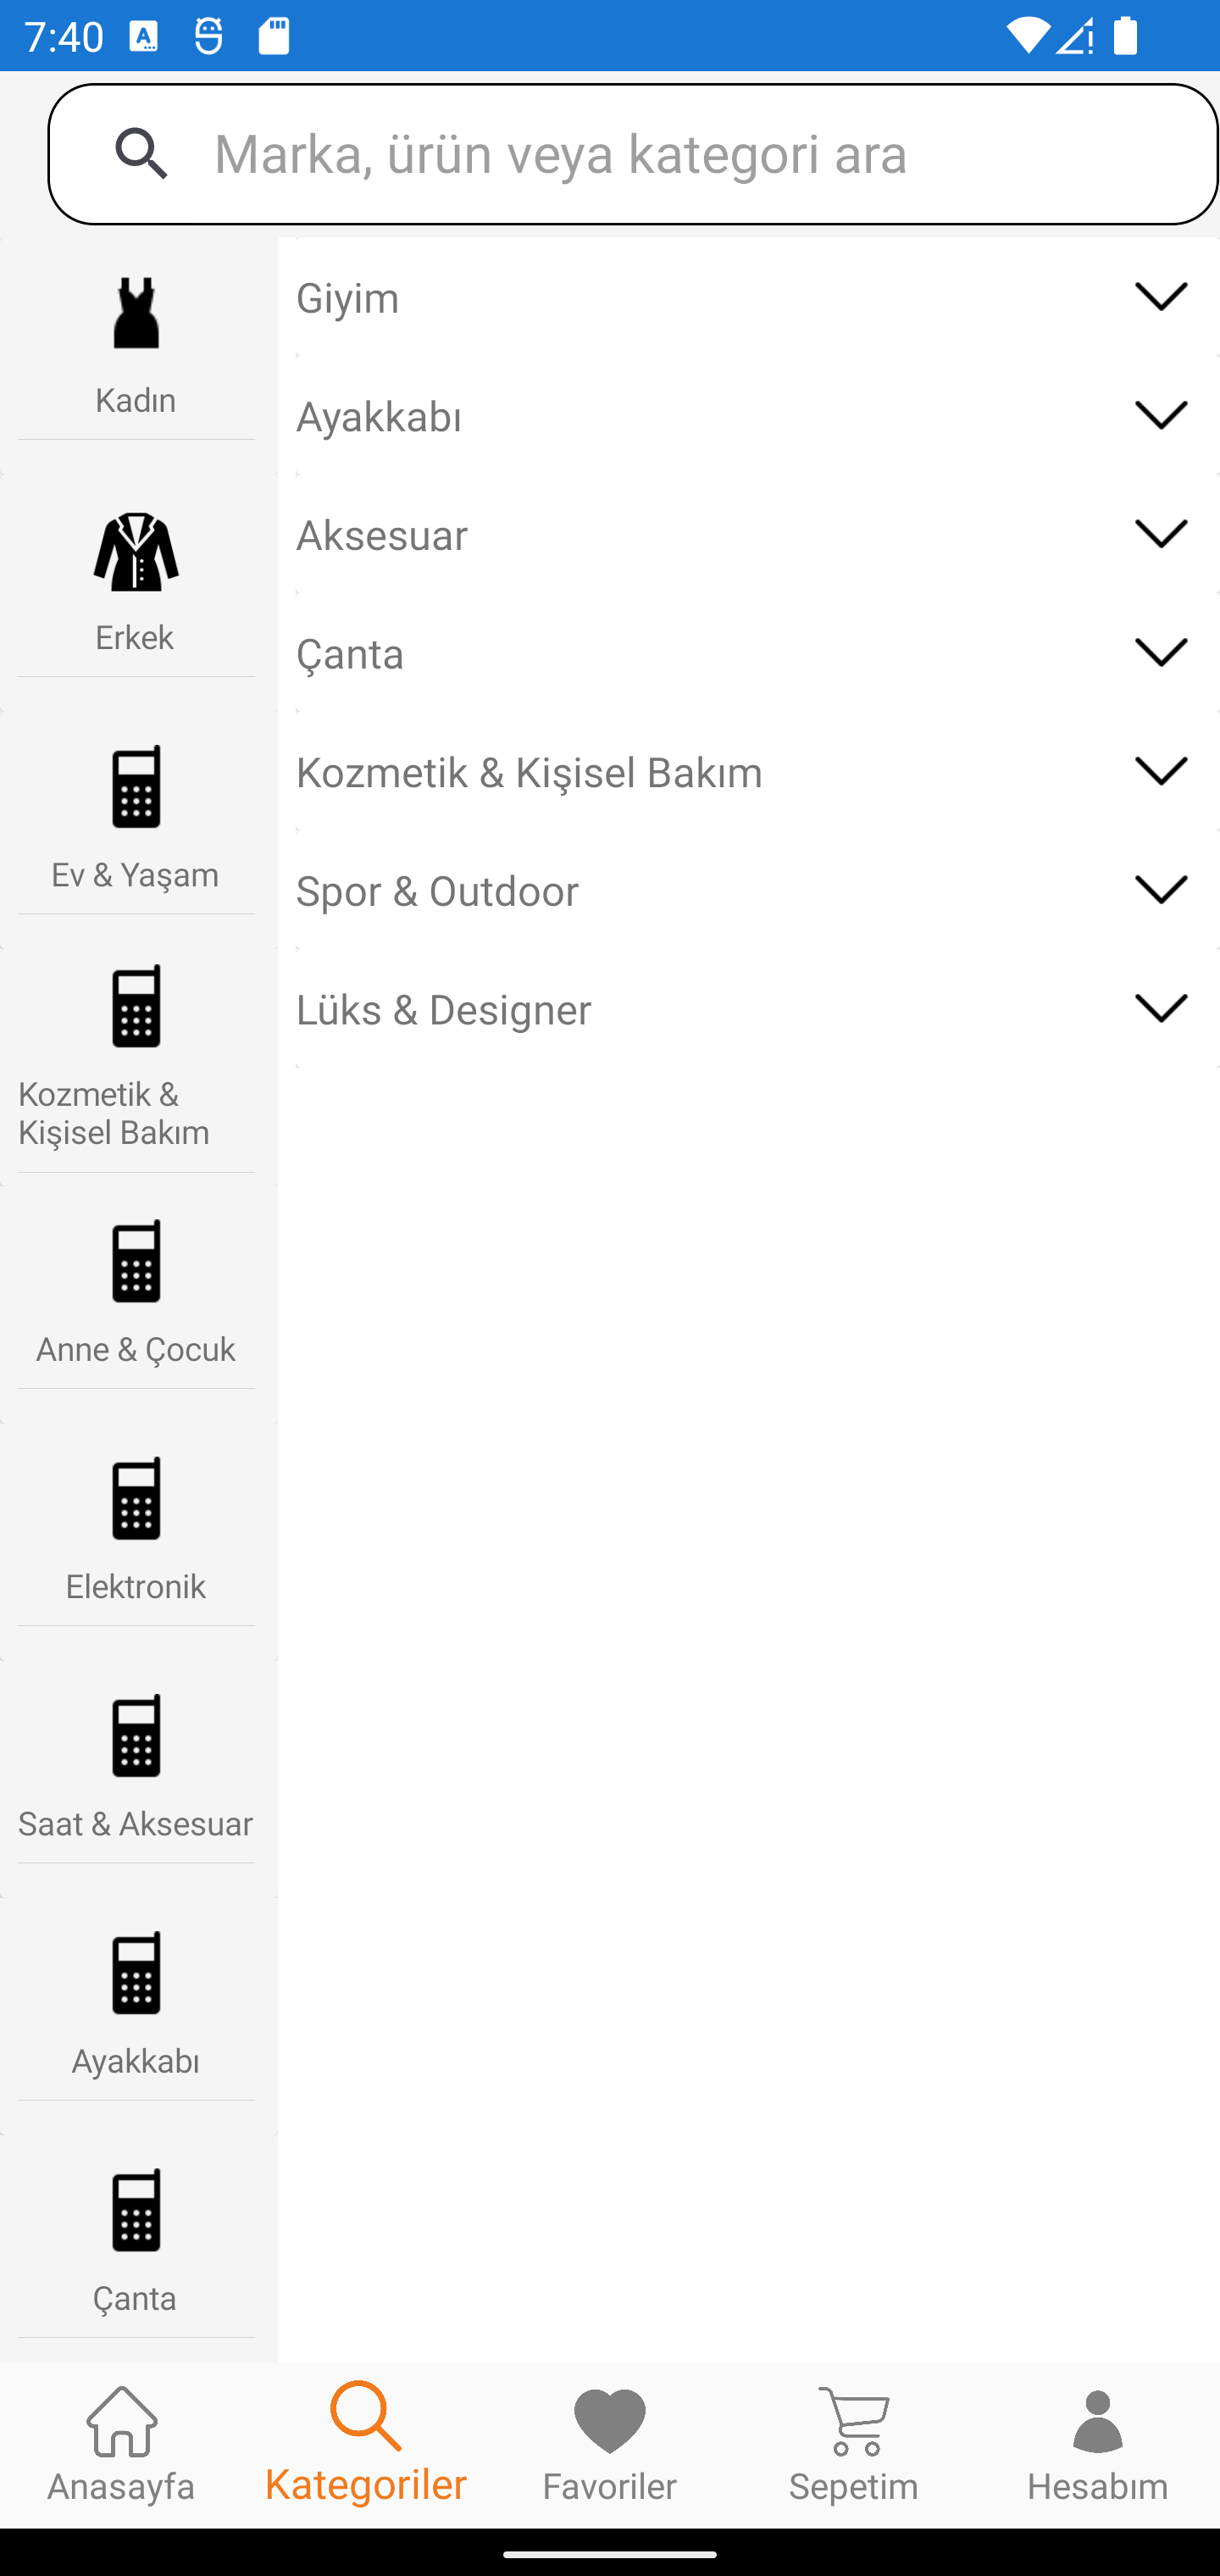 7:40
Marka, ürün veya kategori ara
Kadın
Erkek
Ev & Yaşam
Kozmetik &
Kişisel Bakım
Anne & Çocuk
Elektronik
Saat & Aksesuar
Ayakkabı
Çanta
Giyim
Ayakkabı
Aksesuar
Çanta
Kozmetik & Kişisel Bakım
Spor & Outdoor
Lüks & Designer
Anasayfa
Kategoriler
Favoriler
Sepetim
Hesabım